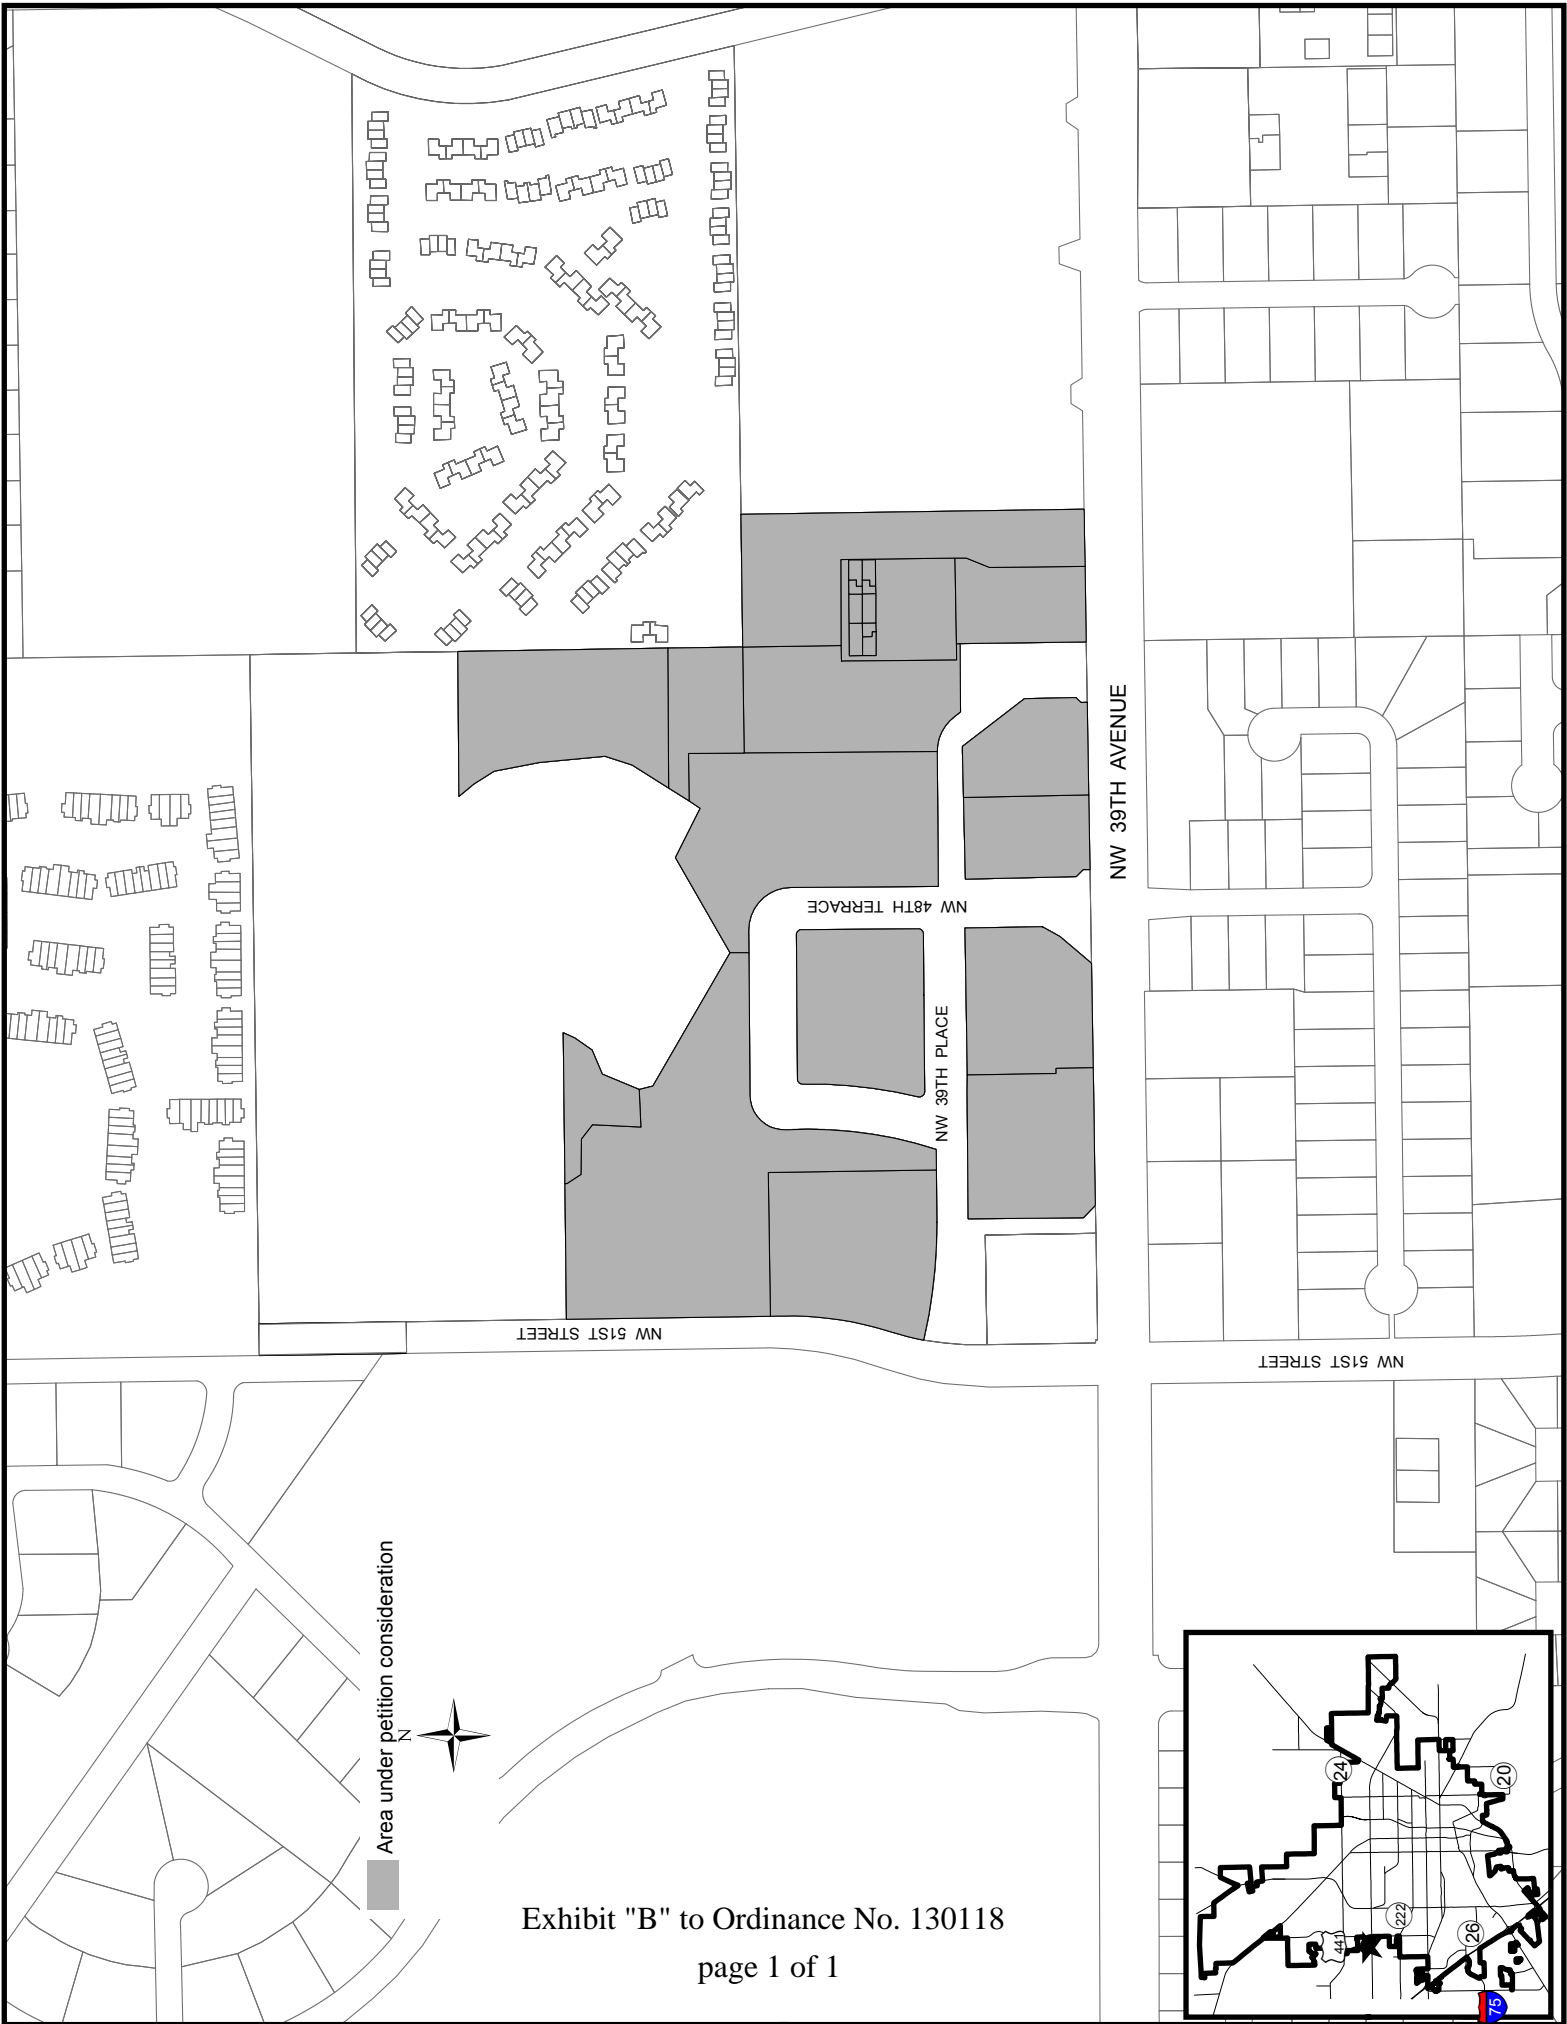 NW 39TH AVENUE
NW 48TH TERRACE
NW 39TH PLACE
NW 51ST STREET
NW 51ST STREET
Area under petition consideration
N
Exhibit "B" to Ordinance No. 130118
page 1 of 1
24
20
441
222
26
75